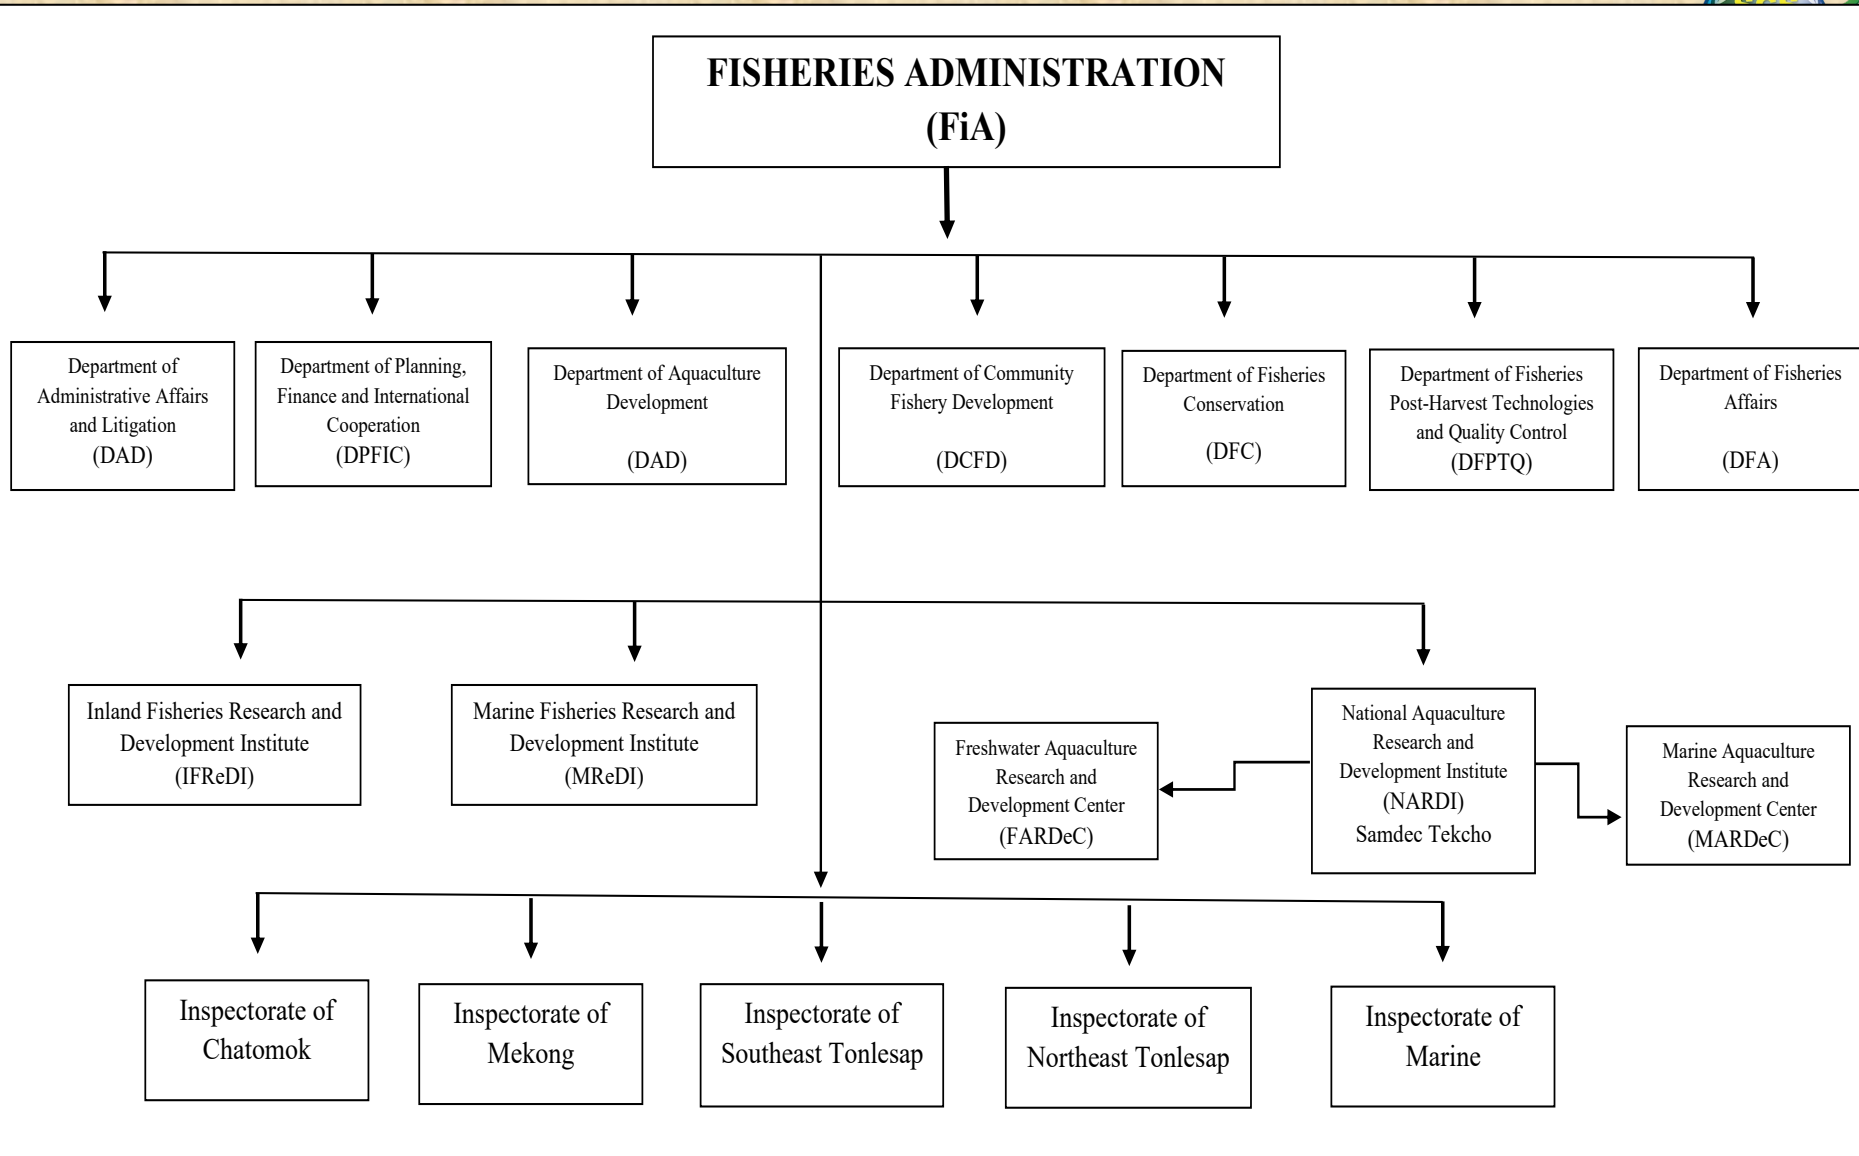 FISHERIES ADMINISTRATION
(FiA)
Department of
Administrative Affairs
and Litigation
(DAD)
Department of Planning,
Finance and International
Cooperation
(DPFIC)
Department of Aquaculture
Development
(DAD)
Department of Community
Fishery Development
(DCFD)
Department of Fisheries
Conservation
(DFC)
Department of Fisheries
Post-Harvest Technologies
and Quality Control
(DFPTQ)
Department of Fisheries
Affairs
(DFA)
Inland Fisheries Research and
Development Institute
(IFReDI)
Marine Fisheries Research and
Development Institute
(MReDI)
Freshwater Aquaculture
Research and
Development Center
(FARDeC)
National Aquaculture
Research and
Development Institute
(NARDI)
Samdec Tekcho
Marine Aquaculture
Research and
Development Center
(MARDeC)
Inspectorate of
Chatomok
Inspectorate of
Mekong
Inspectorate of
Southeast Tonlesap
Inspectorate of
Northeast Tonlesap
Inspectorate of
Marine